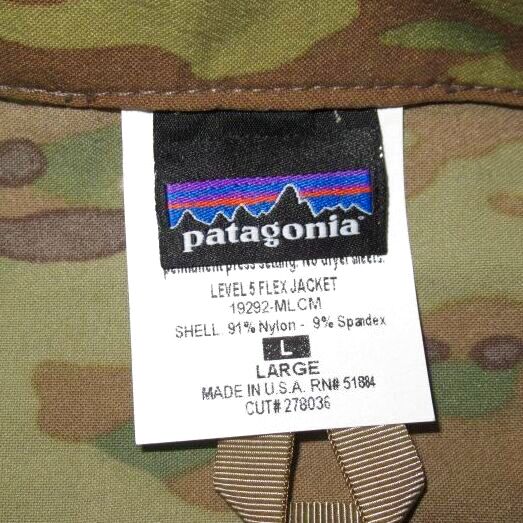 patagonia
permanent press setting. No dryer sheets.
LEVEL 5 FLEX JACKET
19292-MLCM
SHELL 91% Nylon - 9% Spandex
L
LARGE
MADE IN U.S.A. RN# 51884
CUT# 278036